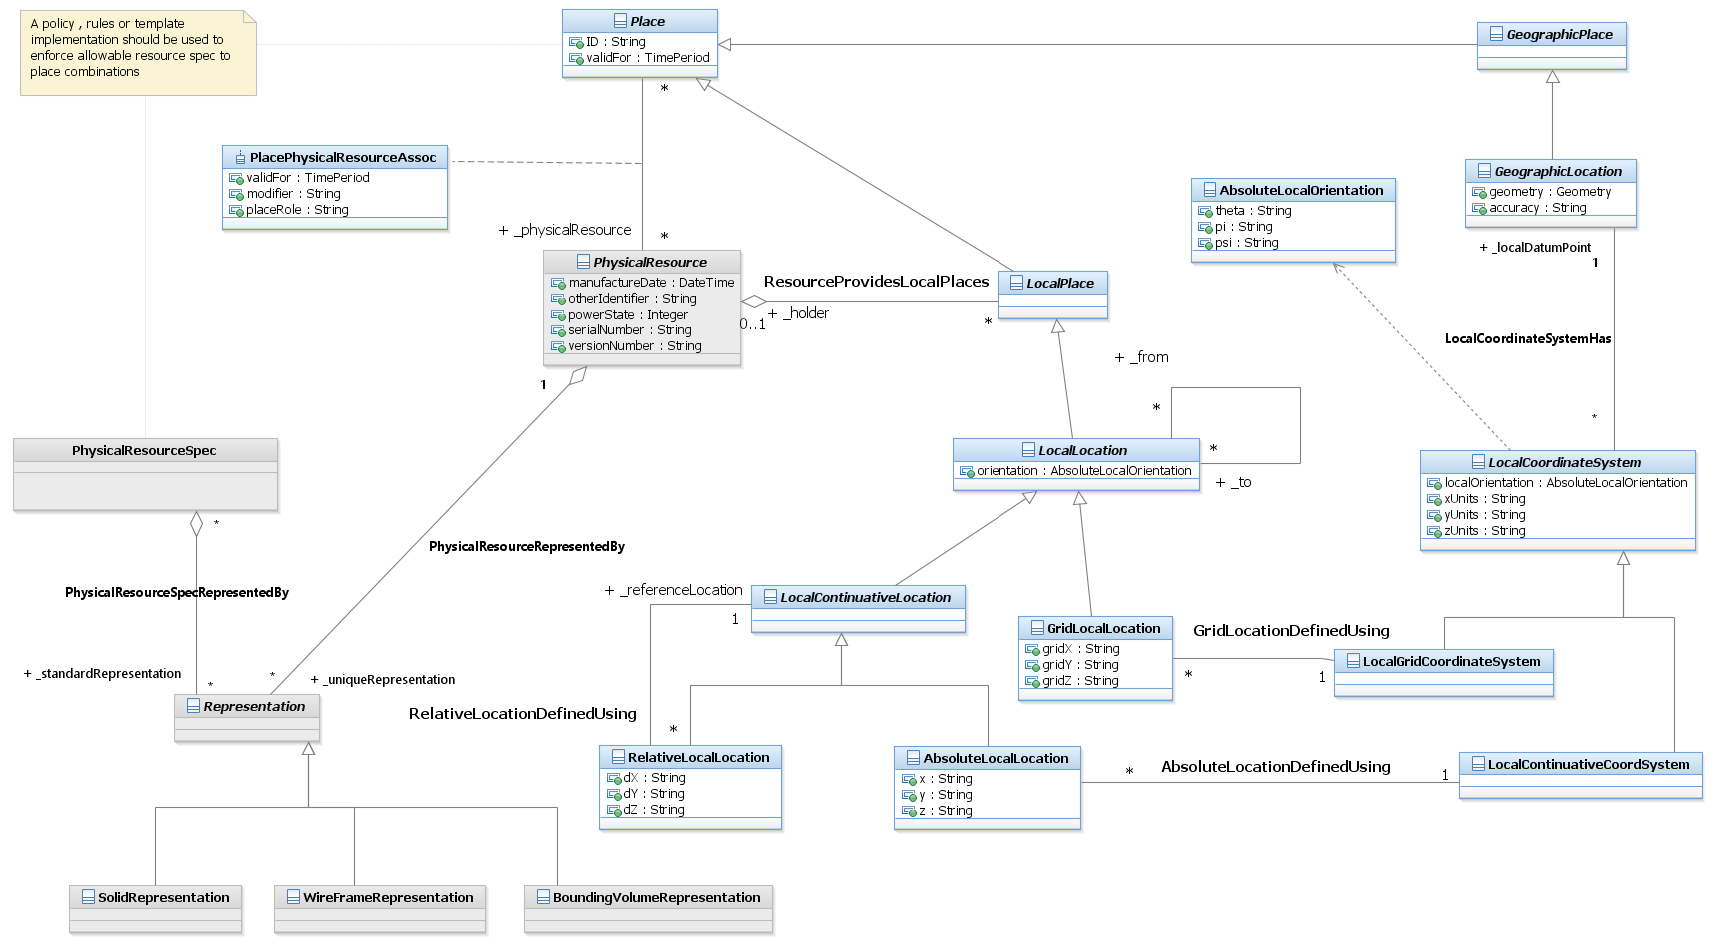 A policy , rules or template
implementation should be used to
enforce allowable resource spec to
place combinations
Place
ID : String
validFor : TimePeriod
*
GeographicPlace
PlacePhysicalResourceAssoc
validFor : TimePeriod
modifier : String
placeRole : String
+ _physicalResource
*
AbsoluteLocalOrientation
theta : String
pi : String
psi : String
GeographicLocation
geometry : Geometry
accuracy : String
+ _localDatumPoint
1
PhysicalResource
manufactureDate : DateTime
otherIdentifier : String
powerState : Integer
serialNumber : String
versionNumber : String
ResourceProvidesLocalPlaces
0..1
+ _holder
*
LocalPlace
LocalCoordinateSystemHas
*
1
+ _from
*
*
+ _to
LocalLocation
orientation : AbsoluteLocalOrientation
LocalCoordinateSystem
localOrientation : AbsoluteLocalOrientation
xUnits : String
yUnits : String
zUnits : String
PhysicalResourceSpec
*
PhysicalResourceRepresentedBy
PhysicalResourceSpecRepresentedBy
+ _referenceLocation
1
LocalContinuativeLocation
GridLocalLocation
gridX : String
gridY : String
gridZ : String
GridLocationDefinedUsing
*
1
LocalGridCoordinateSystem
+ _standardRepresentation
*
*
+ _uniqueRepresentation
Representation
RelativeLocationDefinedUsing
*
RelativeLocalLocation
dX : String
dY : String
dZ : String
AbsoluteLocalLocation
x : String
y : String
z : String
*
AbsoluteLocationDefinedUsing
1
LocalContinuativeCoordSystem
SolidRepresentation
WireFrameRepresentation
BoundingVolumeRepresentation